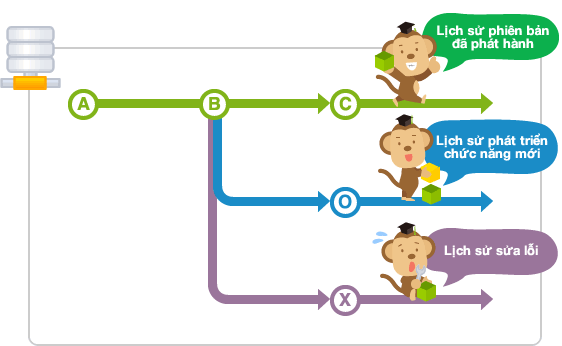 Lịch sử phiên bản
đã phát hành
A
B
C
Lịch sử phát triển
chức năng mới
O
Lịch sử sửa lỗi
X